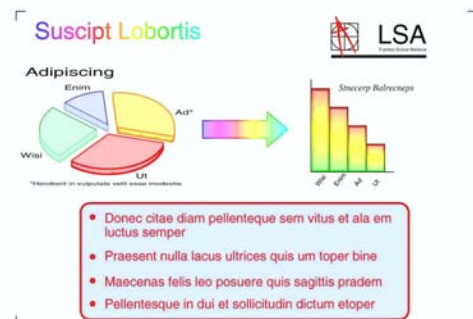 Suscipt Lobortis
LSA
Adipiscing
Enim
Ad*
Wisi
Ut
*Hendrerit in vulputate velit esse molestie
Sinecerp Balrecneps
Wisi
Enim
Ad
Ut
Donec citae diam pellenteque sem vitus et ala em
luctus semper
Praesent nulla lacus ultrices quis um toper bine
Maecenas felis leo posuere quis sagittis pradem
Pellentesque in dui et sollicitudin dictum etoper